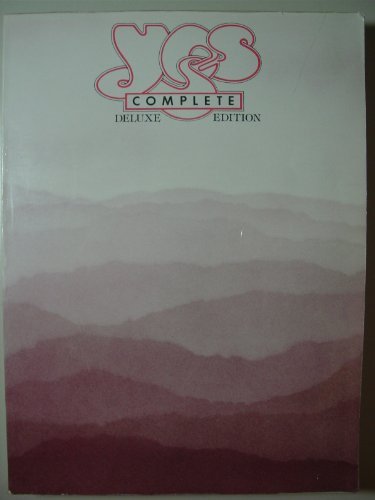 yes
COMPLETE
DELUXE EDITION